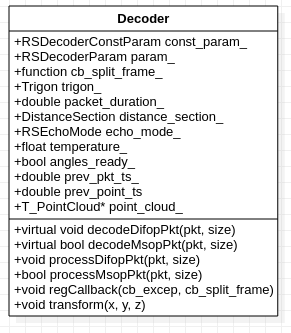 Decoder
+RSDecoderConstParam const_param_
+RSDecoderParam param_
+function cb_split_frame_
+Trigon trigon_
+double packet_duration_
+DistanceSection distance_section_
+RSEchoMode echo_mode_
+float temperature_
+bool angles_ready_
+double prev_pkt_ts_
+double prev_point_ts
+T_PointCloud* point_cloud_
+virtual void decodeDifopPkt(pkt, size)
+virtual bool decodeMsopPkt(pkt, size)
+void processDifopPkt(pkt, size)
+bool processMsopPkt(pkt, size)
+void regCallback(cb_excep, cb_split_frame)
+void transform(x, y, z)